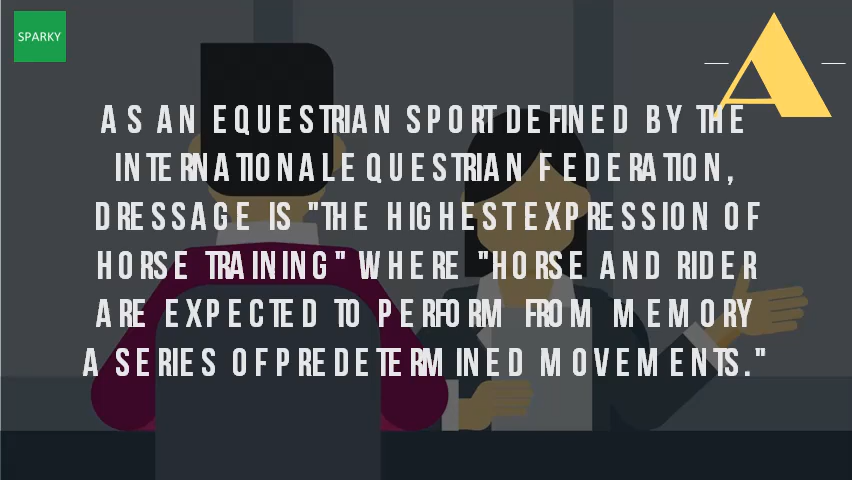 SPARKY
A
AS AN EQUESTRIAN SPORT DEFINED BY THE
INTERNATIONAL EQUESTRIAN FEDERATION,
DRESSAGE IS "THE HIGHEST EXPRESSION OF
HORSE TRAINING" WHERE "HORSE AND RIDER
ARE EXPECTED TO PERFORM FROM MEMORY
A SERIES OF PREDETERMINED MOVEMENTS."